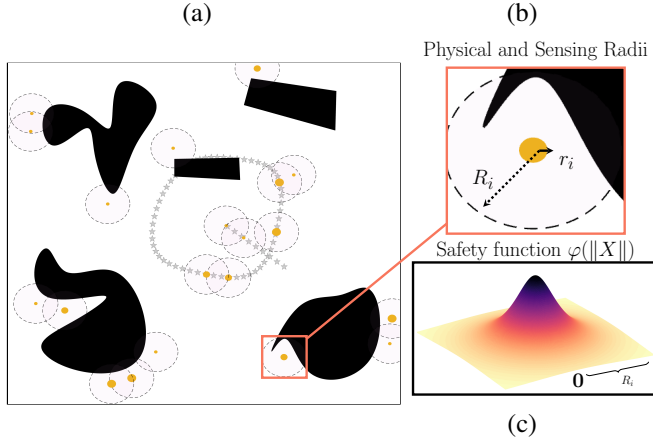 (a)
(b)
Physical and Sensing Radii
R_i
r_i
Safety function φ(‖X‖)
0
R_i
(c)